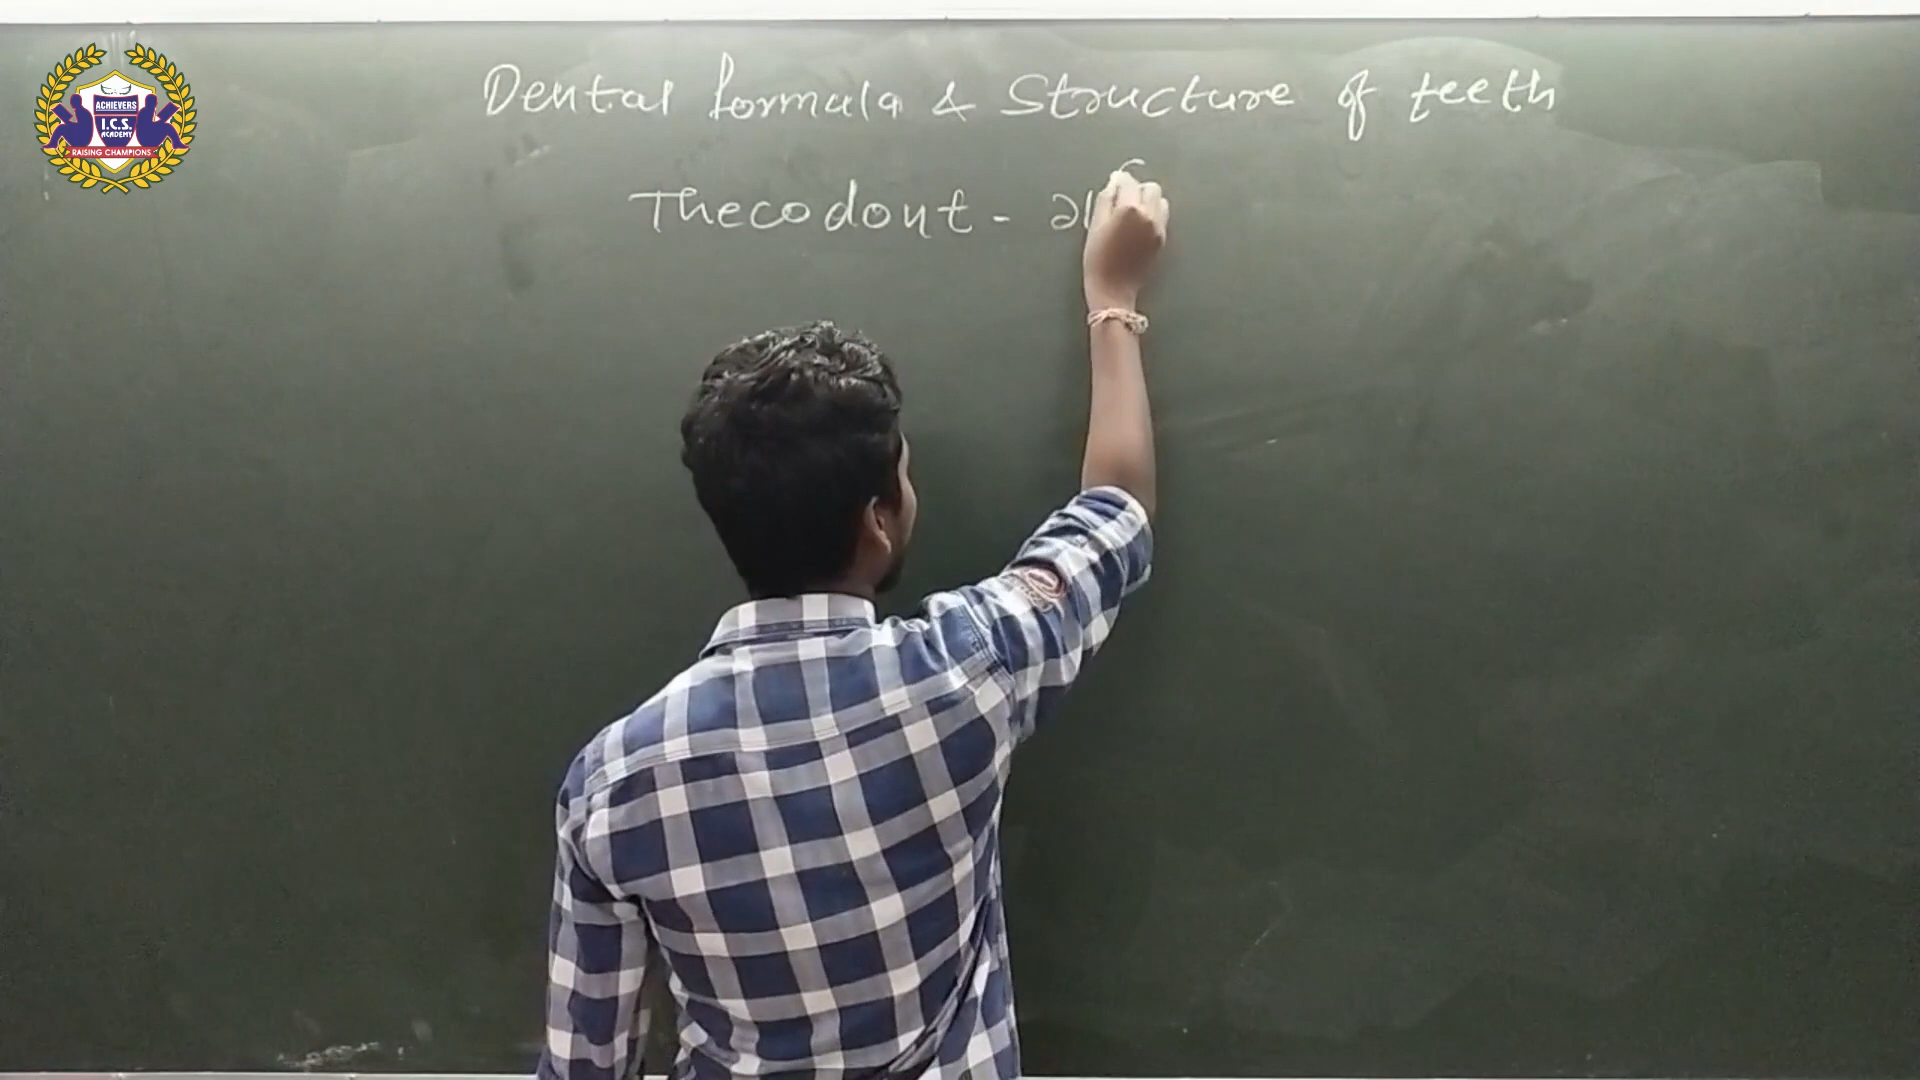 ACHIEVERS
I.C.S.
ACADEMY
RAISING CHAMPIONS
Dental formula & Structure of teeth
Thecodont -